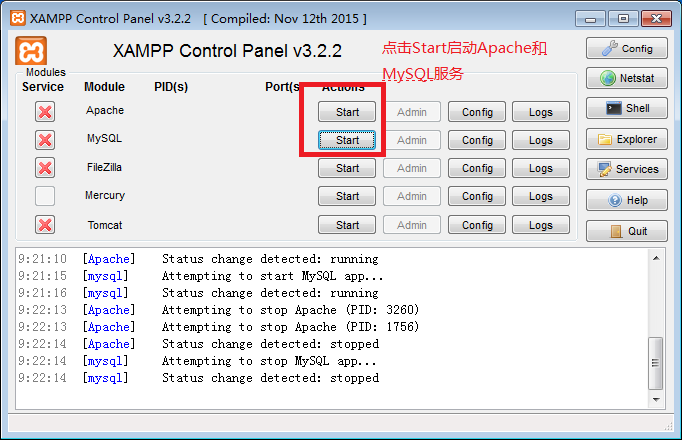 XAMPP Control Panel v3.2.2 [ Compiled: Nov 12th 2015 ]
XAMPP Control Panel v3.2.2
点击Start启动Apache和
MySQL服务
Config
Netstat
Shell
Explorer
Services
Help
Quit
Modules
Service Module PID(s) Port(s) Actions
Apache Start Admin Config Logs
MySQL Start Admin Config Logs
FileZilla Start Admin Config Logs
Mercury Start Admin Config Logs
Tomcat Start Admin Config Logs
9:21:10 [Apache] Status change detected: running
9:21:15 [mysql] Attempting to start MySQL app...
9:21:16 [mysql] Status change detected: running
9:22:13 [Apache] Attempting to stop Apache (PID: 3260)
9:22:13 [Apache] Attempting to stop Apache (PID: 1756)
9:22:14 [Apache] Status change detected: stopped
9:22:14 [mysql] Attempting to stop MySQL app...
9:22:14 [mysql] Status change detected: stopped